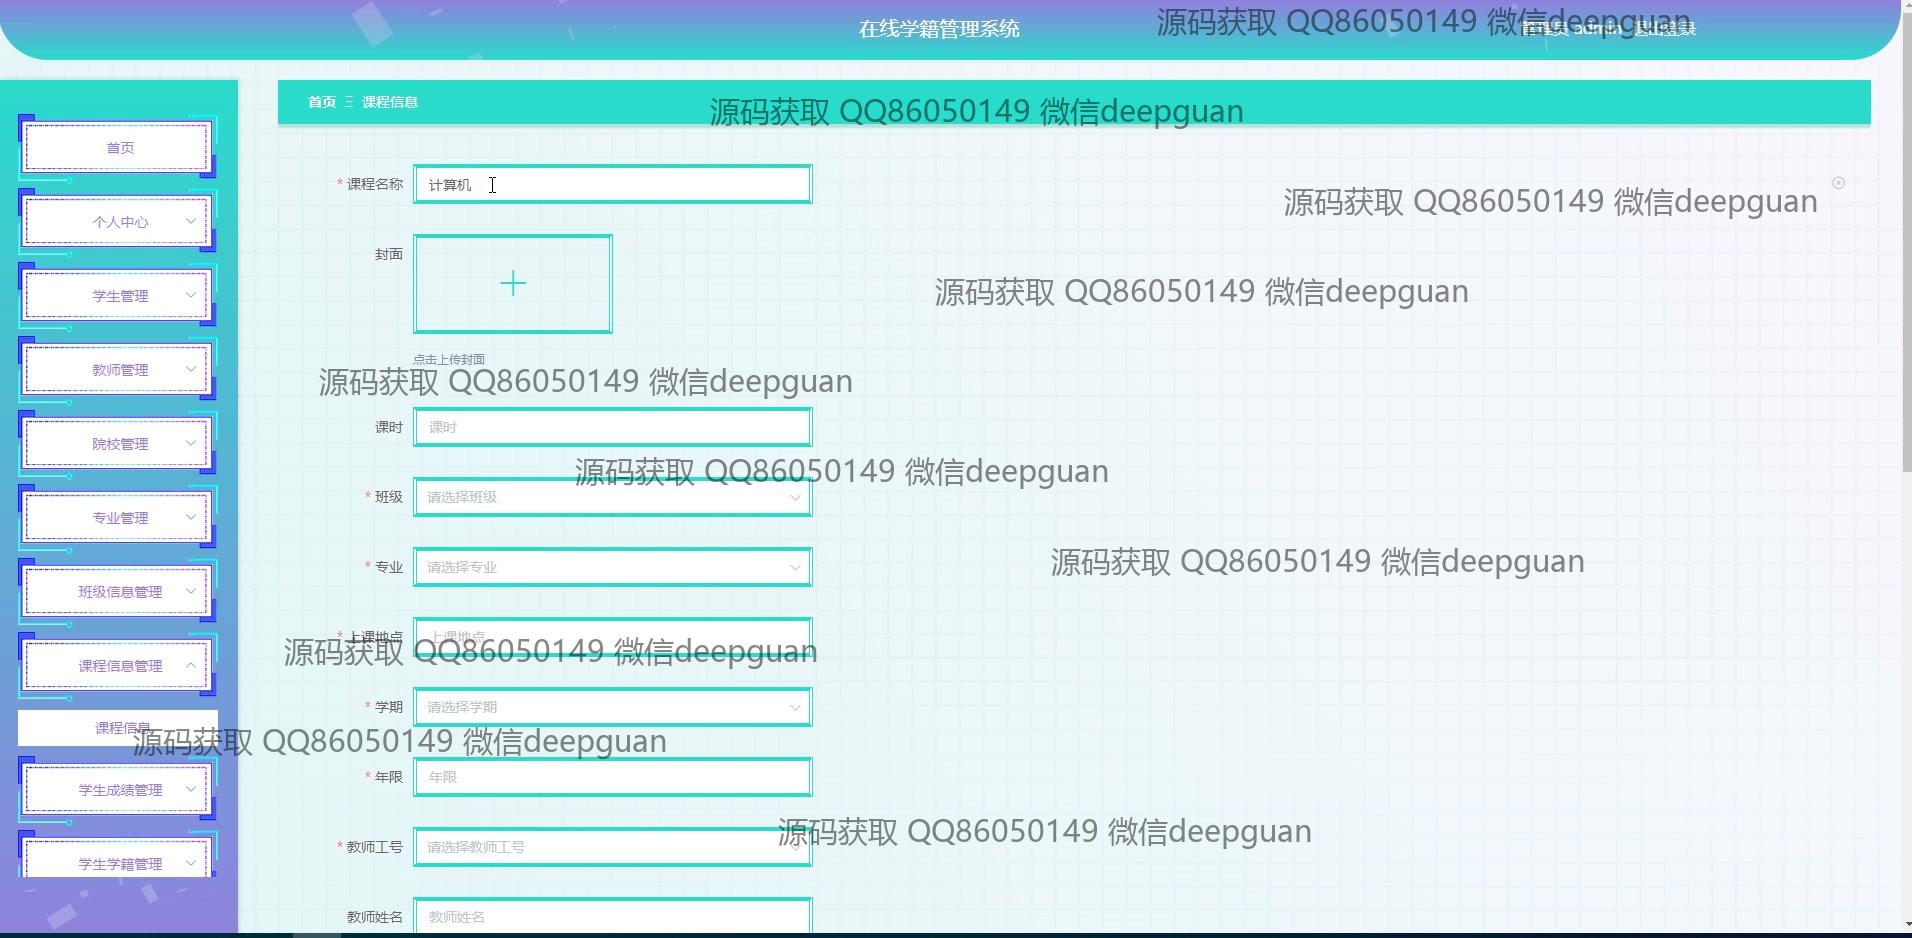 在线学籍管理系统
源码获取 QQ86050149 微信deepguan
管理员 admin 退出登录
首页 Ξ 课程信息
源码获取 QQ86050149 微信deepguan
首页
* 课程名称 计算机
源码获取 QQ86050149 微信deepguan
个人中心
封面
源码获取 QQ86050149 微信deepguan
学生管理
点击上传封面
教师管理
源码获取 QQ86050149 微信deepguan
课时 课时
院校管理
源码获取 QQ86050149 微信deepguan
* 班级 请选择班级
专业管理
源码获取 QQ86050149 微信deepguan
* 专业 请选择专业
班级信息管理
* 上课地点 上课地点
源码获取 QQ86050149 微信deepguan
课程信息管理
* 学期 请选择学期
课程信息
源码获取 QQ86050149 微信deepguan
* 年限 年限
学生成绩管理
源码获取 QQ86050149 微信deepguan
* 教师工号 请选择教师工号
学生学籍管理
教师姓名 教师姓名